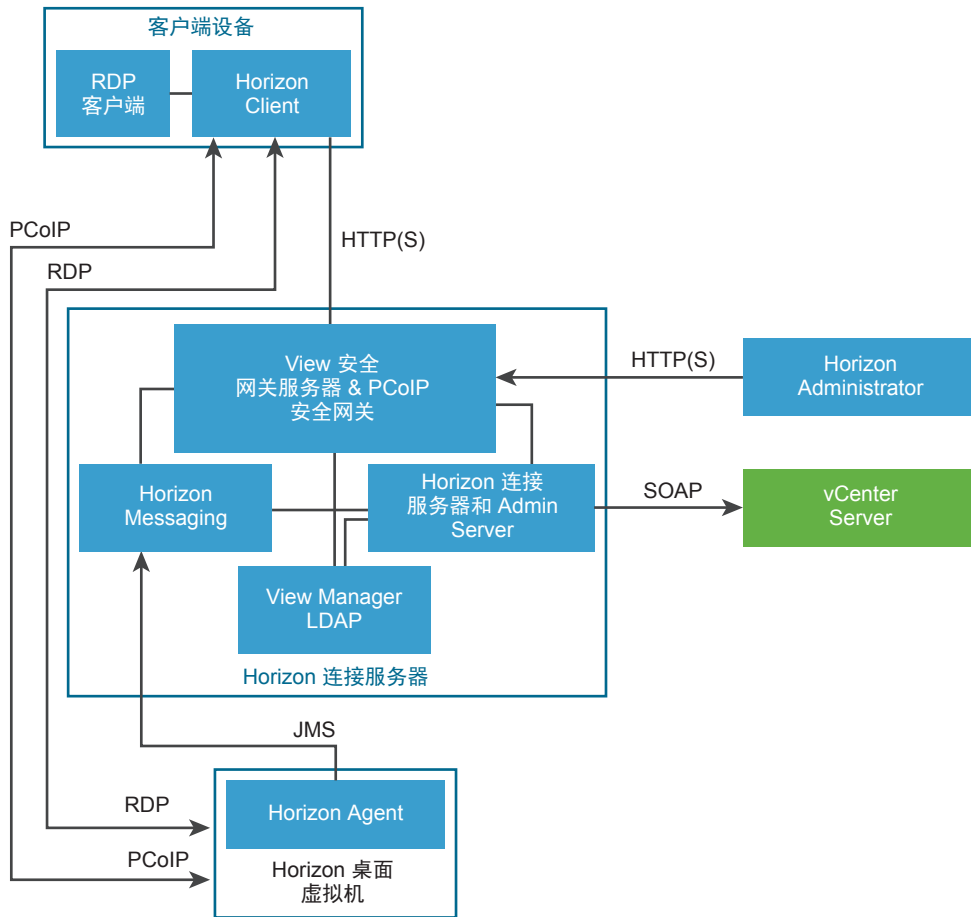 客户端设备
RDP
客户端
Horizon
Client
PCoIP
HTTP(S)
RDP
View 安全
网关服务器 & PCoIP
安全网关
HTTP(S)
Horizon
Administrator
Horizon
Messaging
Horizon 连接
服务器和 Admin
Server
SOAP
vCenter
Server
View Manager
LDAP
Horizon 连接服务器
JMS
RDP
Horizon Agent
PCoIP
Horizon 桌面
虚拟机